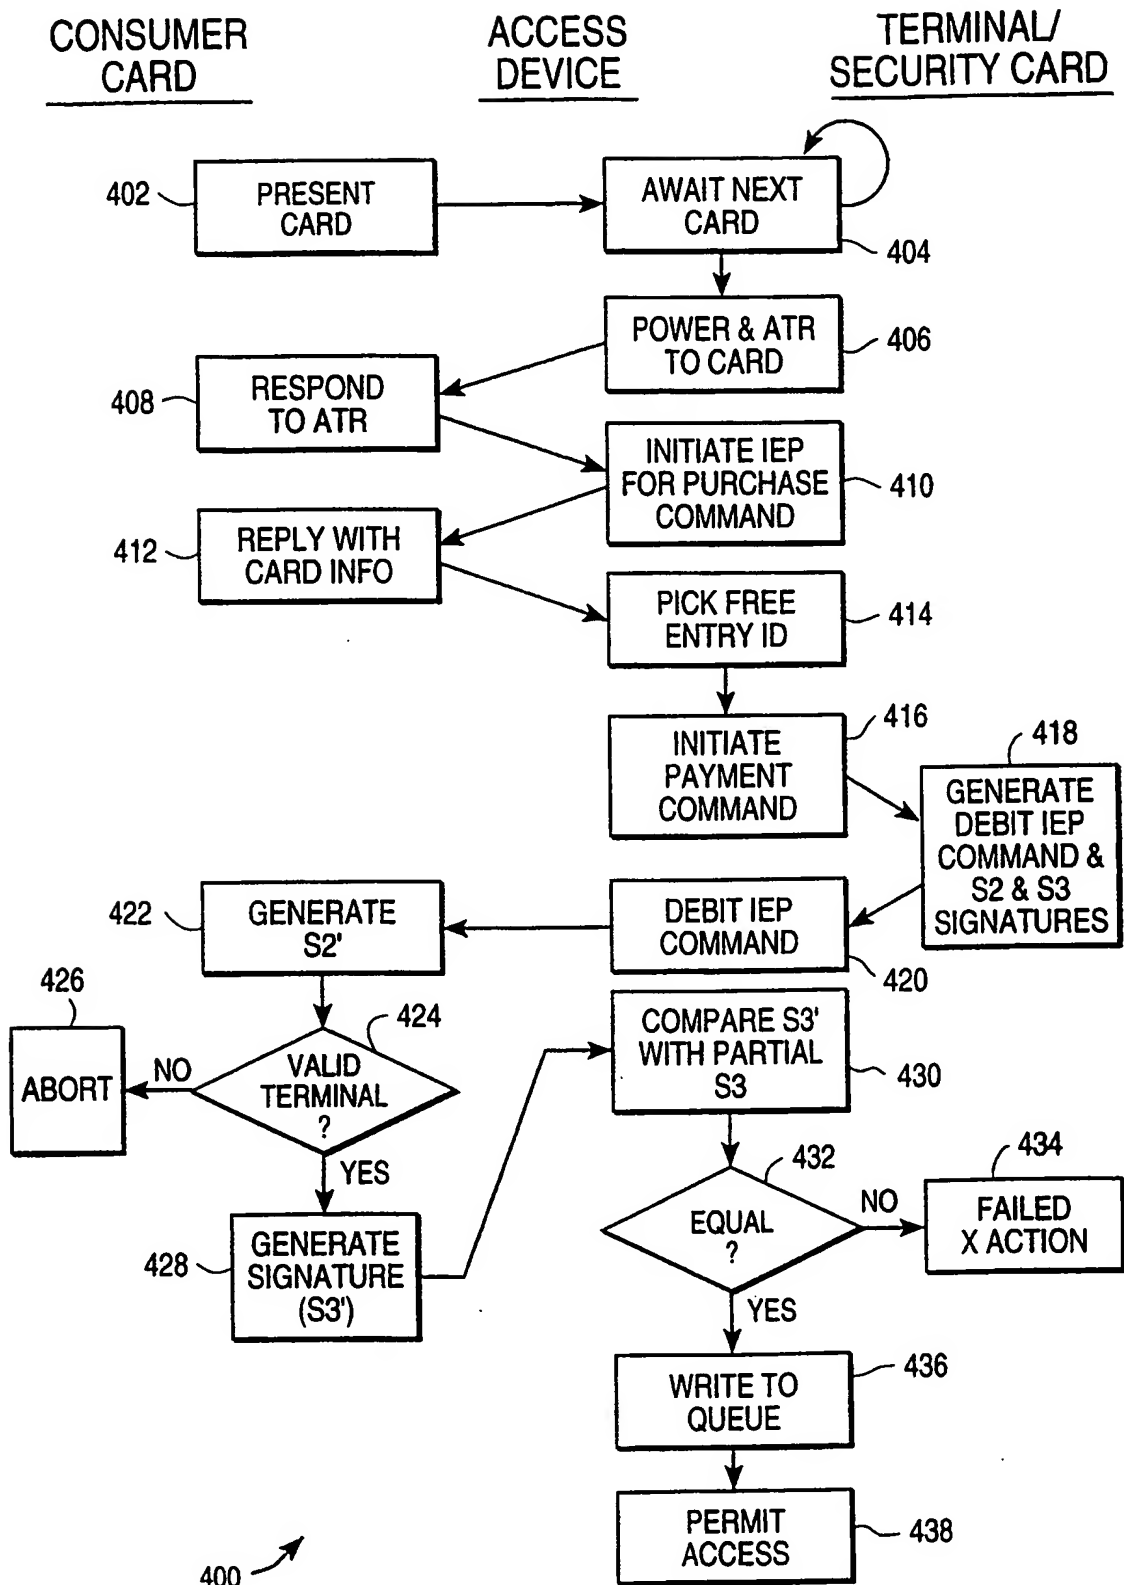 CONSUMER
CARD
ACCESS
DEVICE
TERMINAL/
SECURITY CARD
402
PRESENT
CARD
AWAIT NEXT
CARD
404
POWER & ATR
TO CARD
406
408
RESPOND
TO ATR
INITIATE IEP
FOR PURCHASE
COMMAND
410
412
REPLY WITH
CARD INFO
PICK FREE
ENTRY ID
414
416
INITIATE
PAYMENT
COMMAND
418
GENERATE
DEBIT IEP
COMMAND &
S2 & S3
SIGNATURES
422
GENERATE
S2'
DEBIT IEP
COMMAND
420
426
ABORT
NO
424
VALID
TERMINAL
?
YES
COMPARE S3'
WITH PARTIAL
S3
430
428
GENERATE
SIGNATURE
(S3')
432
EQUAL
?
NO
434
FAILED
X ACTION
YES
WRITE TO
QUEUE
436
PERMIT
ACCESS
438
400